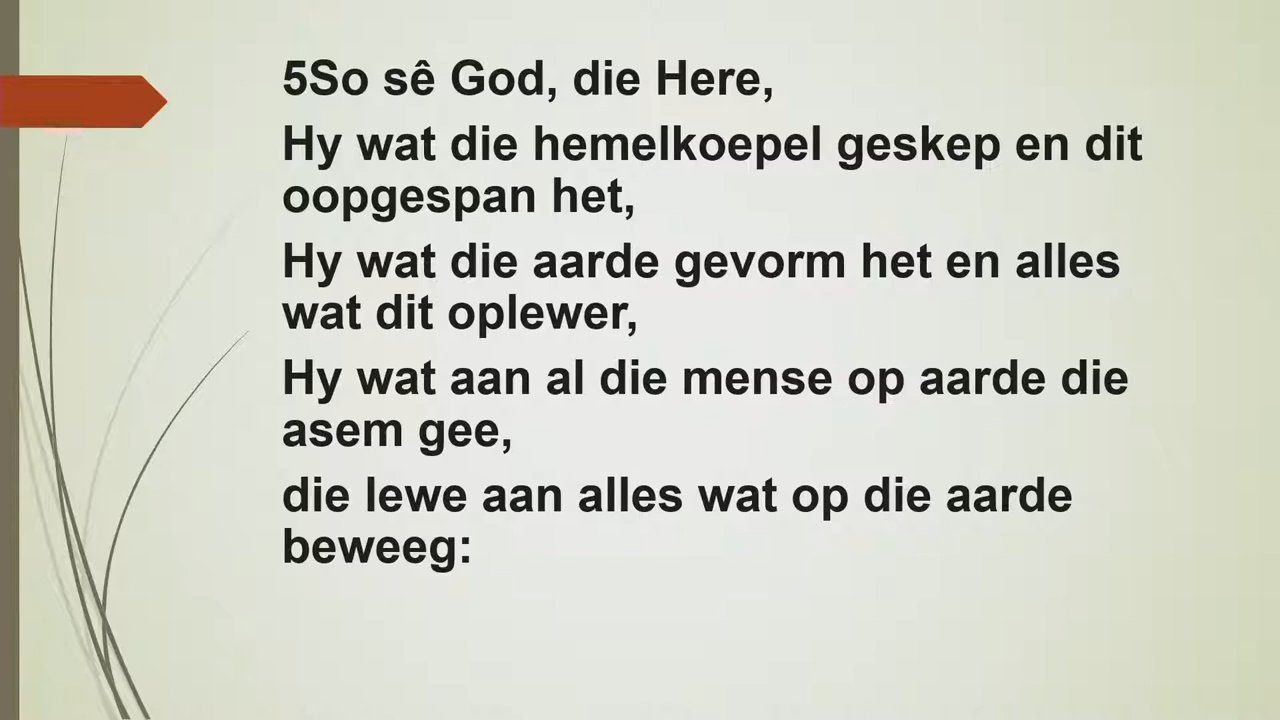 5So sê God, die Here,
Hy wat die hemelkoepel geskep en dit
oopgespan het,
Hy wat die aarde gevorm het en alles
wat dit oplewer,
Hy wat aan al die mense op aarde die
asem gee,
die lewe aan alles wat op die aarde
beweeg: